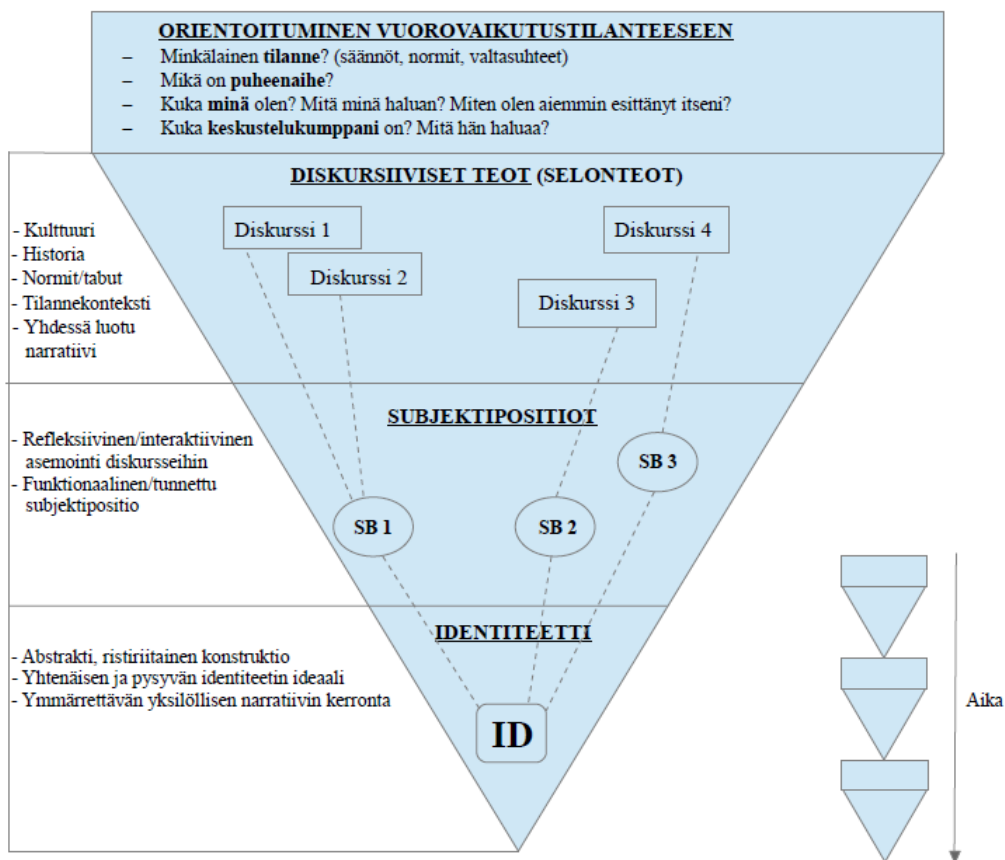 ORIENTOITUMINEN VUOROVAIKUTUSTILANTEESEEN
– Minkälainen tilanne? (säännöt, normit, valtasuhteet)
– Mikä on puheenaihe?
– Kuka minä olen? Mitä minä haluan? Miten olen aiemmin esittänyt itseni?
– Kuka keskustelukumppani on? Mitä hän haluaa?
DISKURSIIVISET TEOT (SELONTEOT)
- Kulttuuri
- Historia
- Normit/tabut
- Tilannekonteksti
- Yhdessä luotu
narratiivi
Diskurssi 1
Diskurssi 2
Diskurssi 3
Diskurssi 4
SUBJEKTIPOSITIOT
- Refleksiivinen/interaktiivinen
asemointi diskursseihin
- Funktionaalinen/tunnettu
subjektipositio
SB 1
SB 2
SB 3
IDENTITEETTI
- Abstrakti, ristiriitainen konstruktio
- Yhtenäisen ja pysyvän identiteetin ideaali
- Ymmärrettävän yksilöllisen narratiivin kerronta
ID
Aika